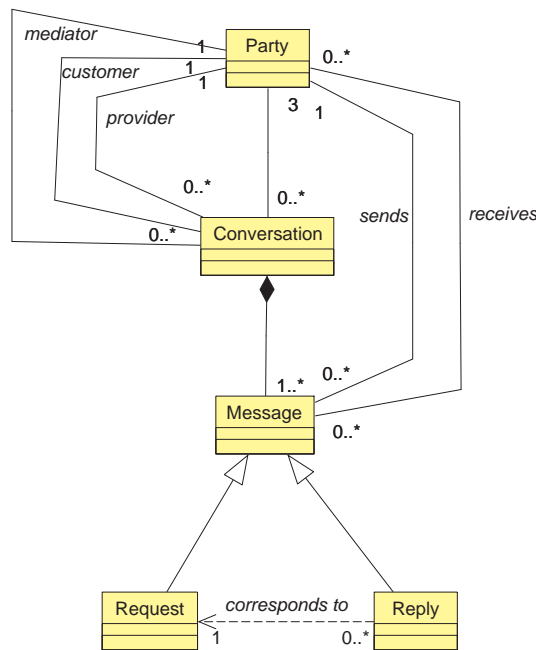 mediator
1
Party
0..*
customer
1
1
provider
3
1
0..*
0..*
sends
receives
0..*
Conversation
1..*
0..*
Message
0..*
Request
corresponds to
Reply
1
0..*